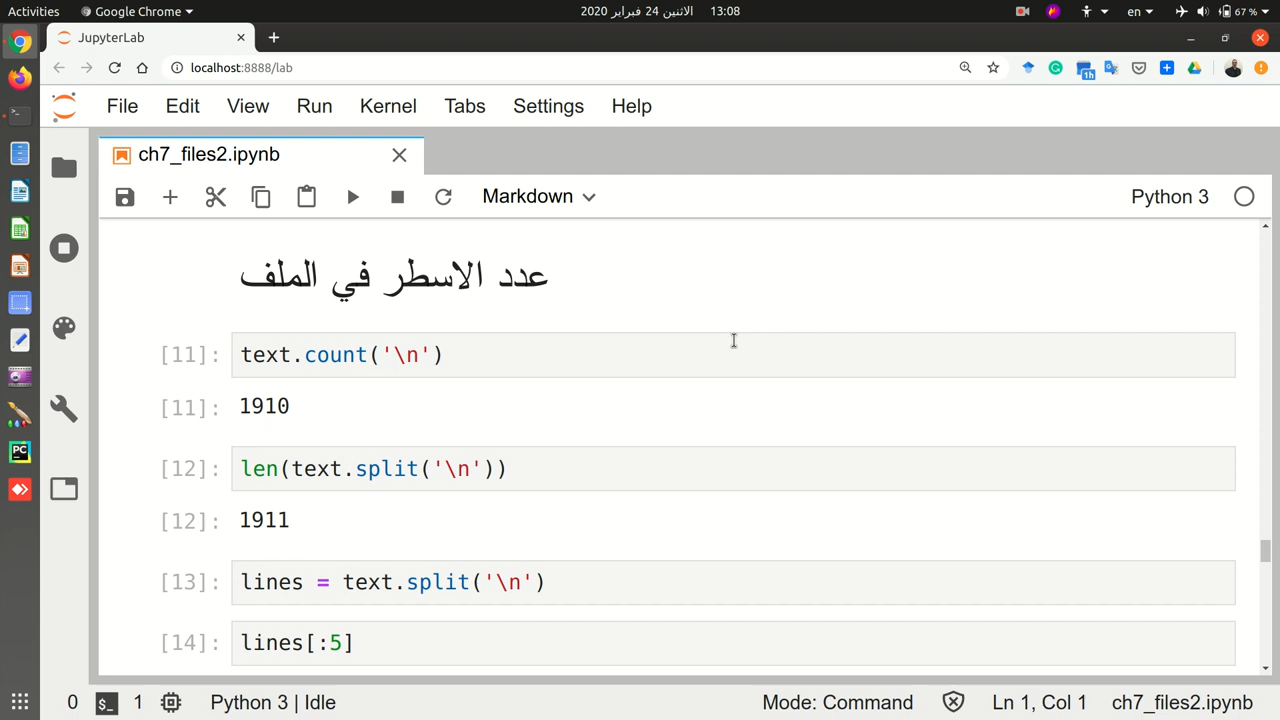 Activities
Google Chrome
الاثنين 24 فبراير 2020 13:08
en
67 %
JupyterLab
localhost:8888/lab
1h
File Edit View Run Kernel Tabs Settings Help
ch7_files2.ipynb
Markdown
Python 3
عدد الاسطر في الملف
[11]: text.count('\n')
[11]: 1910
[12]: len(text.split('\n'))
[12]: 1911
[13]: lines = text.split('\n')
[14]: lines[:5]
PC
0 $_ 1 Python 3 | Idle Mode: Command Ln 1, Col 1 ch7_files2.ipynb